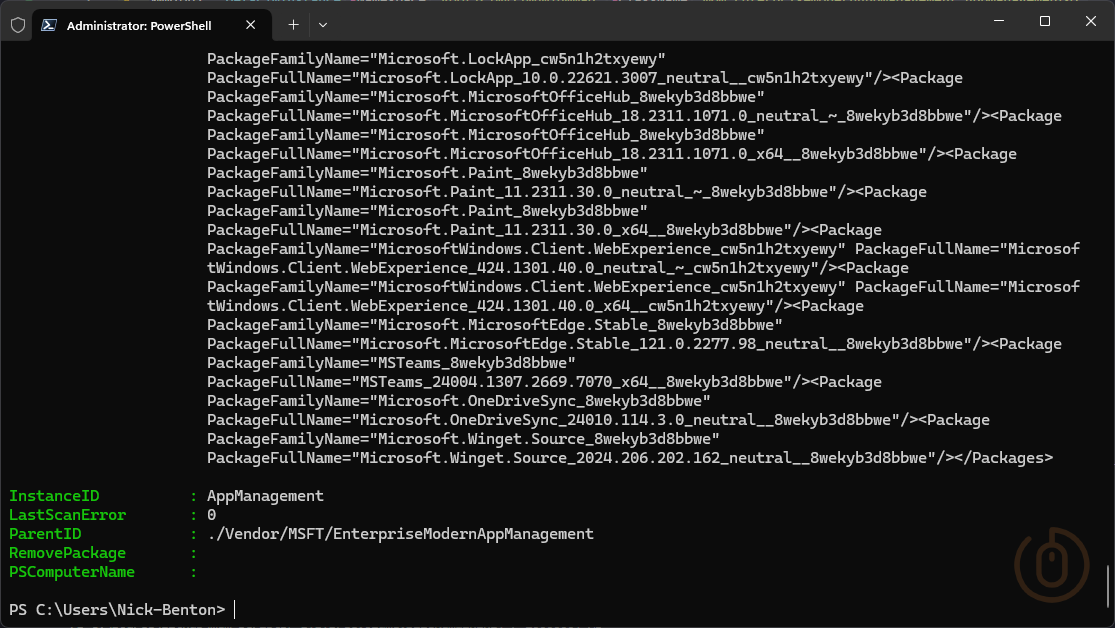 Administrator: PowerShell
PackageFamilyName="Microsoft.LockApp_cw5n1h2txyewy"
PackageFullName="Microsoft.LockApp_10.0.22621.3007_neutral__cw5n1h2txyewy"/><Package
PackageFamilyName="Microsoft.MicrosoftOfficeHub_8wekyb3d8bbwe"
PackageFullName="Microsoft.MicrosoftOfficeHub_18.2311.1071.0_neutral_~_8wekyb3d8bbwe"/><Package
PackageFamilyName="Microsoft.MicrosoftOfficeHub_8wekyb3d8bbwe"
PackageFullName="Microsoft.MicrosoftOfficeHub_18.2311.1071.0_x64__8wekyb3d8bbwe"/><Package
PackageFamilyName="Microsoft.Paint_8wekyb3d8bbwe"
PackageFullName="Microsoft.Paint_11.2311.30.0_neutral_~_8wekyb3d8bbwe"/><Package
PackageFamilyName="Microsoft.Paint_8wekyb3d8bbwe"
PackageFullName="Microsoft.Paint_11.2311.30.0_x64__8wekyb3d8bbwe"/><Package
PackageFamilyName="MicrosoftWindows.Client.WebExperience_cw5n1h2txyewy" PackageFullName="Microsof
tWindows.Client.WebExperience_424.1301.40.0_neutral_~_cw5n1h2txyewy"/><Package
PackageFamilyName="MicrosoftWindows.Client.WebExperience_cw5n1h2txyewy" PackageFullName="Microsof
tWindows.Client.WebExperience_424.1301.40.0_x64__cw5n1h2txyewy"/><Package
PackageFamilyName="Microsoft.MicrosoftEdge.Stable_8wekyb3d8bbwe"
PackageFullName="Microsoft.MicrosoftEdge.Stable_121.0.2277.98_neutral__8wekyb3d8bbwe"/><Package
PackageFamilyName="MSTeams_8wekyb3d8bbwe"
PackageFullName="MSTeams_24004.1307.2669.7070_x64__8wekyb3d8bbwe"/><Package
PackageFamilyName="Microsoft.OneDriveSync_8wekyb3d8bbwe"
PackageFullName="Microsoft.OneDriveSync_24010.114.3.0_neutral__8wekyb3d8bbwe"/><Package
PackageFamilyName="Microsoft.Winget.Source_8wekyb3d8bbwe"
PackageFullName="Microsoft.Winget.Source_2024.206.202.162_neutral__8wekyb3d8bbwe"/></Packages>
InstanceID : AppManagement
LastScanError : 0
ParentID : ./Vendor/MSFT/EnterpriseModernAppManagement
RemovePackage :
PSComputerName :
PS C:\Users\Nick-Benton>